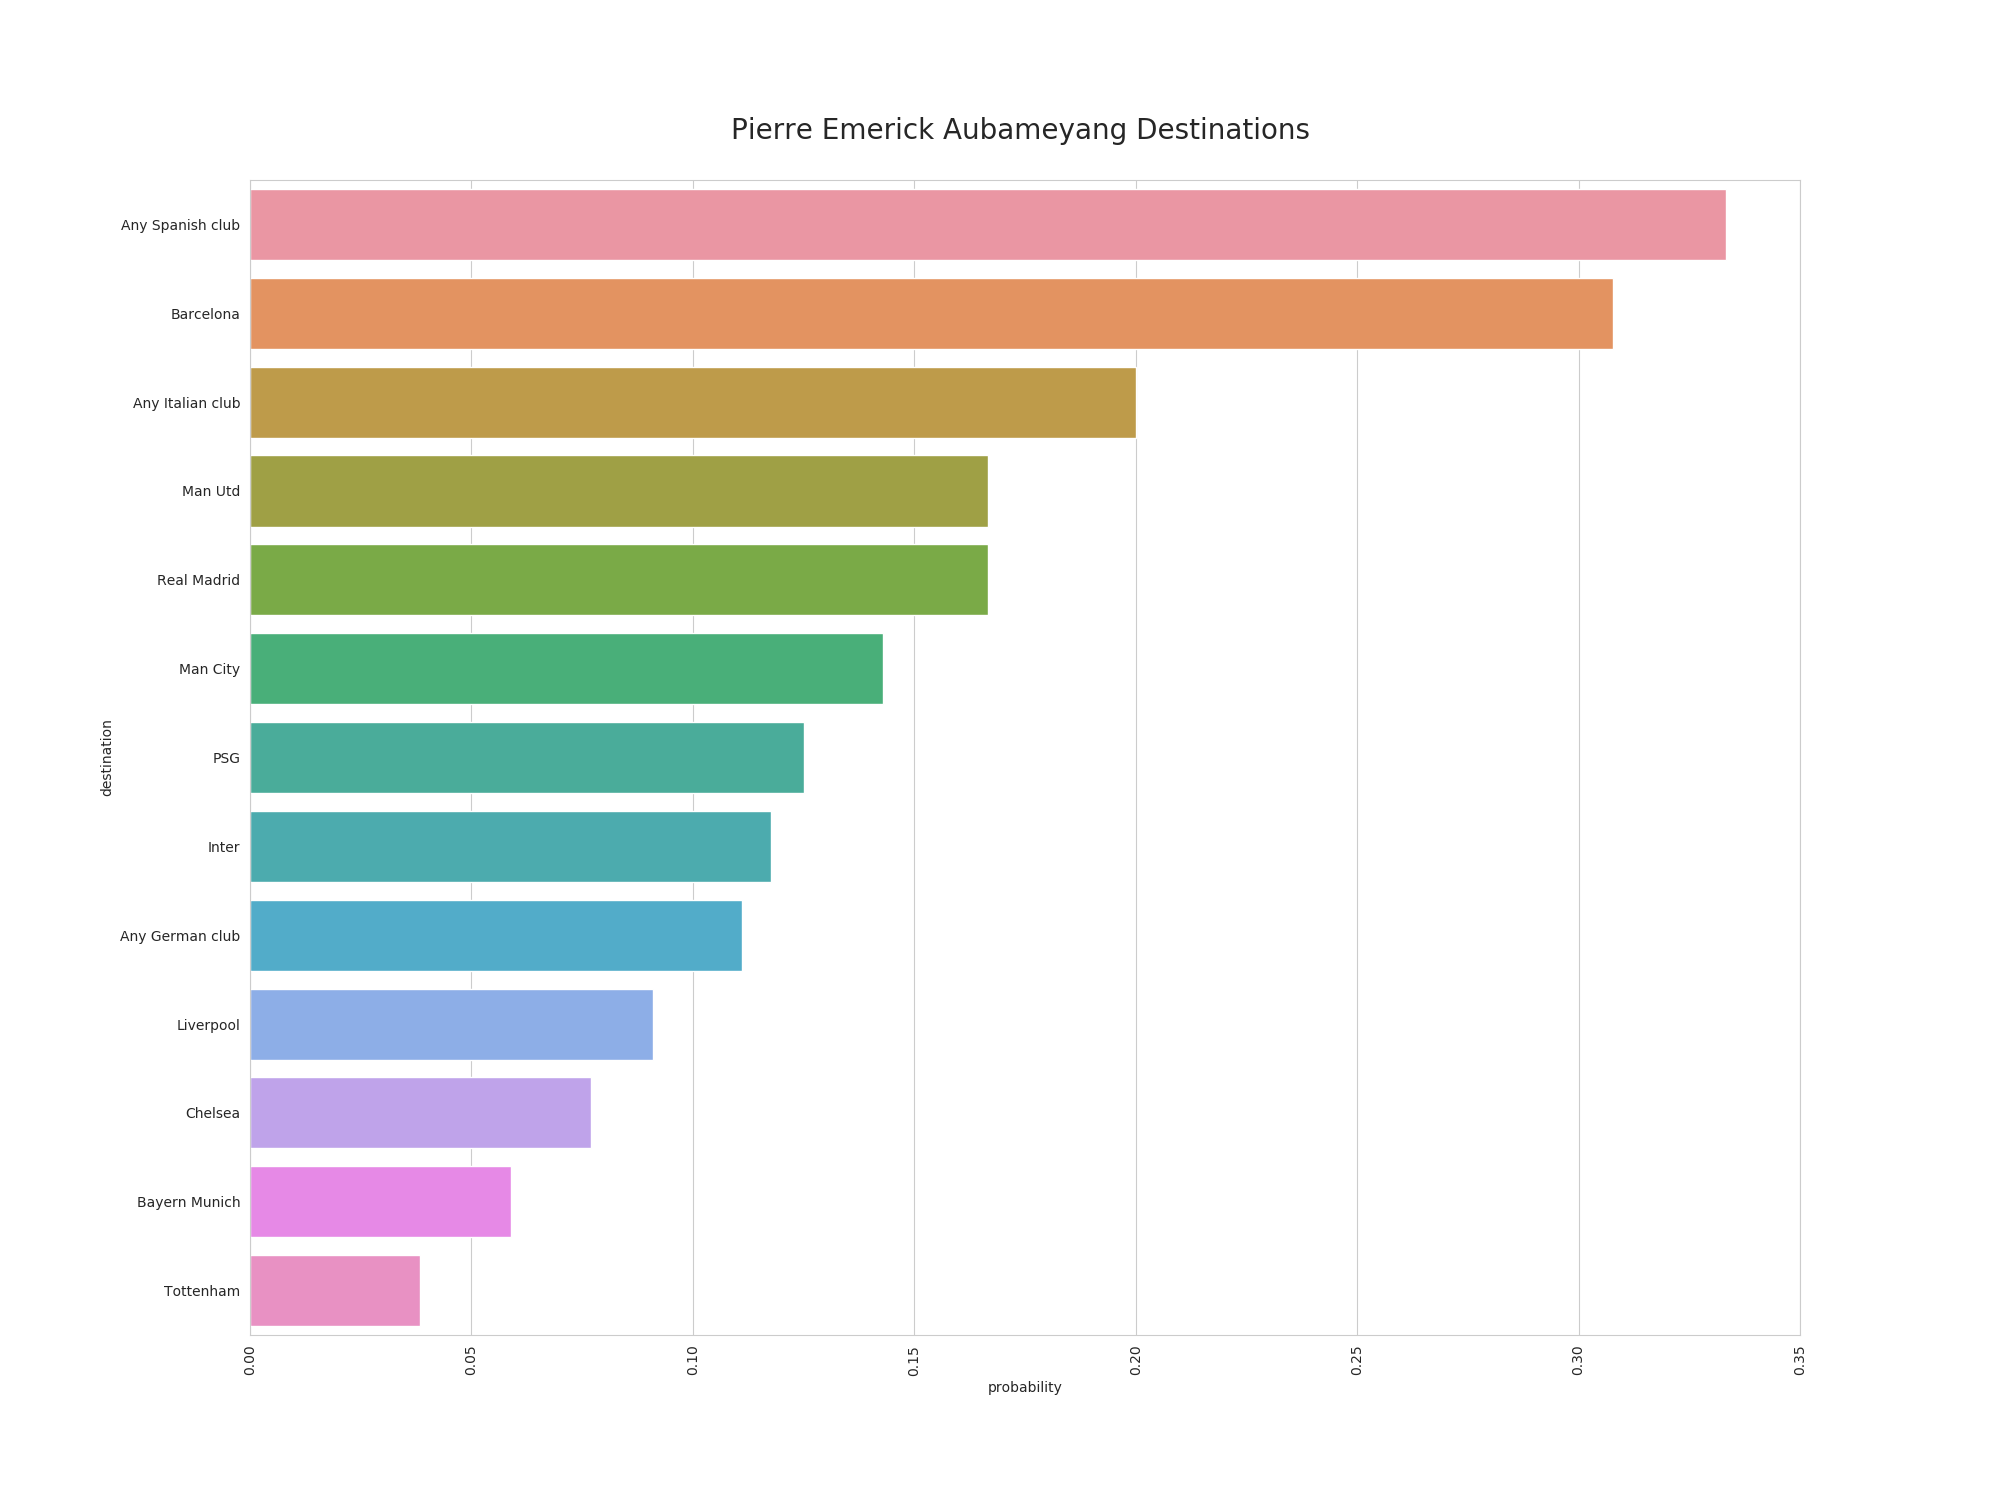 Pierre Emerick Aubameyang Destinations
Any Spanish club
Barcelona
Any Italian club
Man Utd
Real Madrid
Man City
PSG
Inter
Any German club
Liverpool
Chelsea
Bayern Munich
Tottenham
destination
0.00
0.05
0.10
0.15
0.20
0.25
0.30
0.35
probability